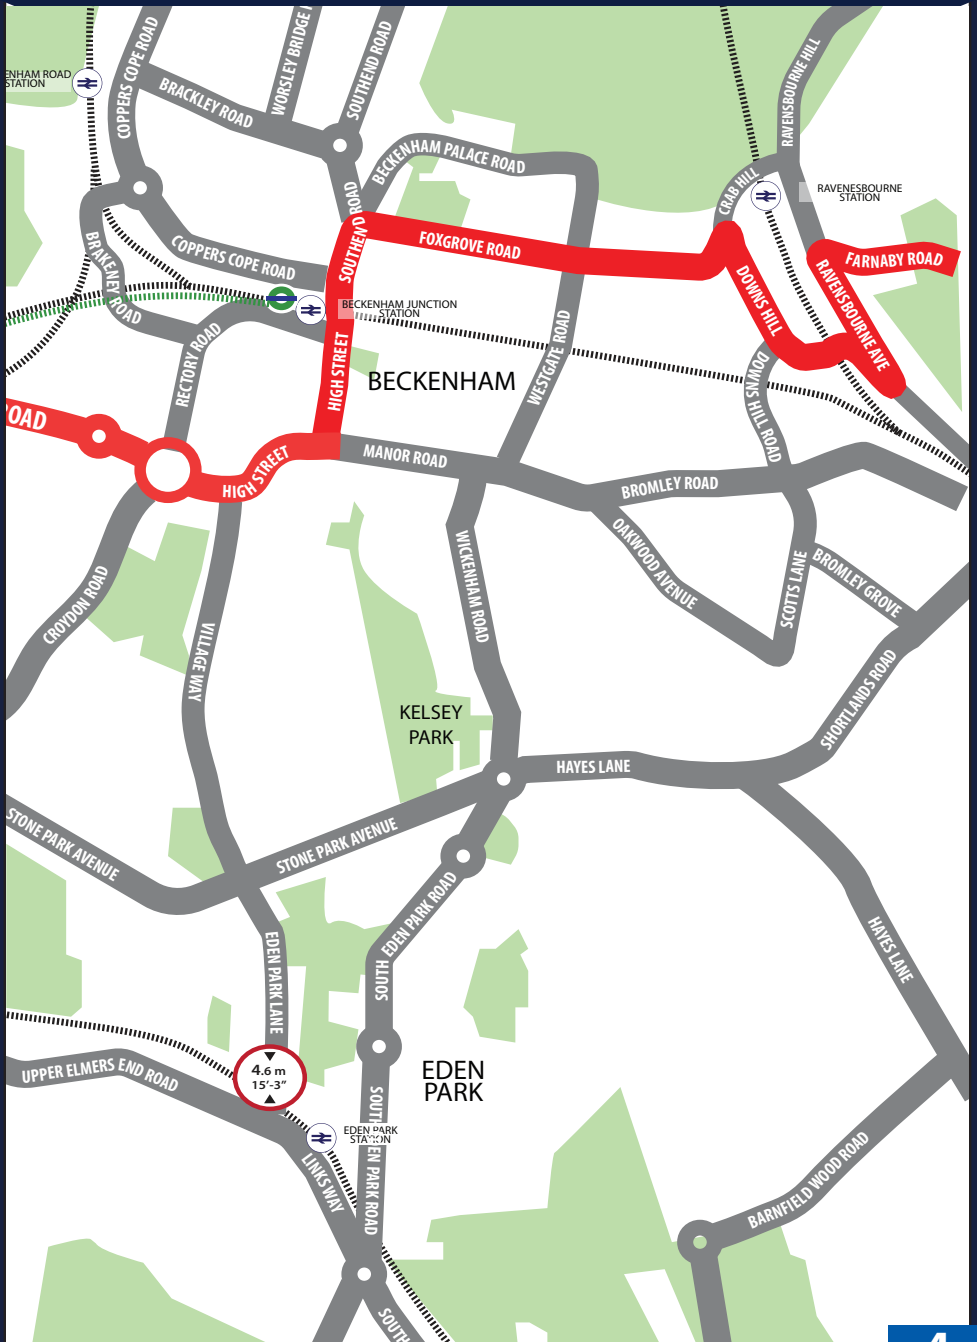 COPPERS COPE ROAD
WORSLEY BRIDGE
SOUTHEND ROAD
RAVENSBOURNE HILL
ENHAM ROAD
STATION
BRACKLEY ROAD
BECKENHAM PALACE ROAD
CRAB HILL
RAVENESBOURNE
STATION
SOUTHEND ROAD
FOXGROVE ROAD
FARNABY ROAD
COPPERS COPE ROAD
BRAKENEY ROAD
DOWNS HILL
RAVENSBOURNE AVE
BECKENHAM JUNCTION
STATION
RECTORY ROAD
HIGH STREET
BECKENHAM
WESTGATE ROAD
DOWNS HILL ROAD
ROAD
MANOR ROAD
HIGH STREET
BROMLEY ROAD
CROYDON ROAD
WICKENHAM ROAD
OAKWOOD AVENUE
SCOTTS LANE
BROMLEY GROVE
VILLAGE WAY
SHORTLANDS ROAD
KELSEY
PARK
HAYES LANE
STONE PARK AVENUE
STONE PARK AVENUE
SOUTH EDEN PARK ROAD
HAYES LANE
EDEN PARK LANE
UPPER ELMERS END ROAD
4.6 m
15'-3"
EDEN
PARK
EDEN PARK
STATION
SOUTH EDEN PARK ROAD
LINKSWAY
BARNFIELD WOOD ROAD
SOUTH
4